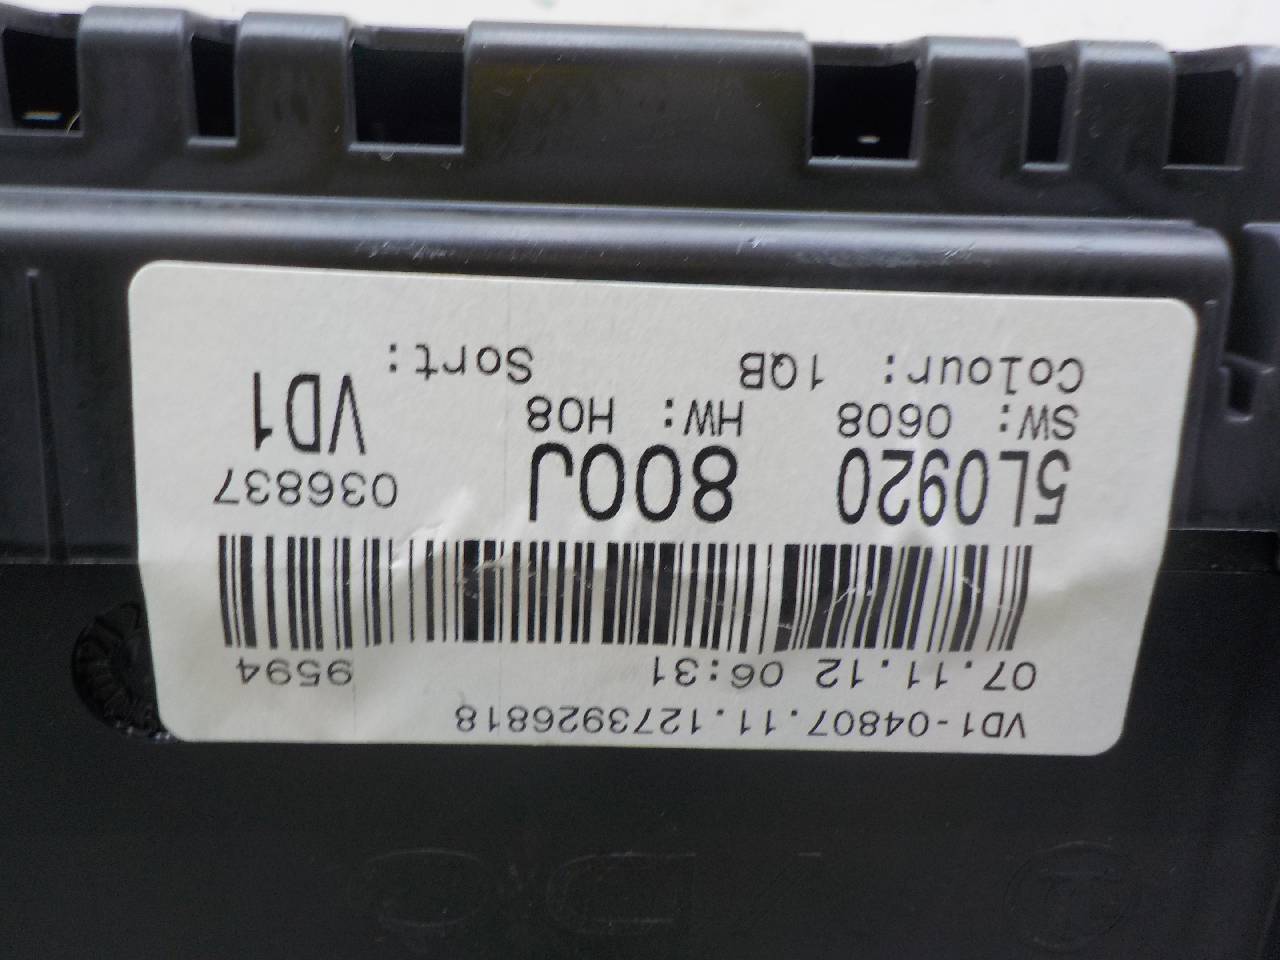 VD1-04807.11.1273926818
07.11.12 06:31 9594
5L0920 800J 036837
SW: 0608 HW: H08 VD1
Colour: 1QB Sort: